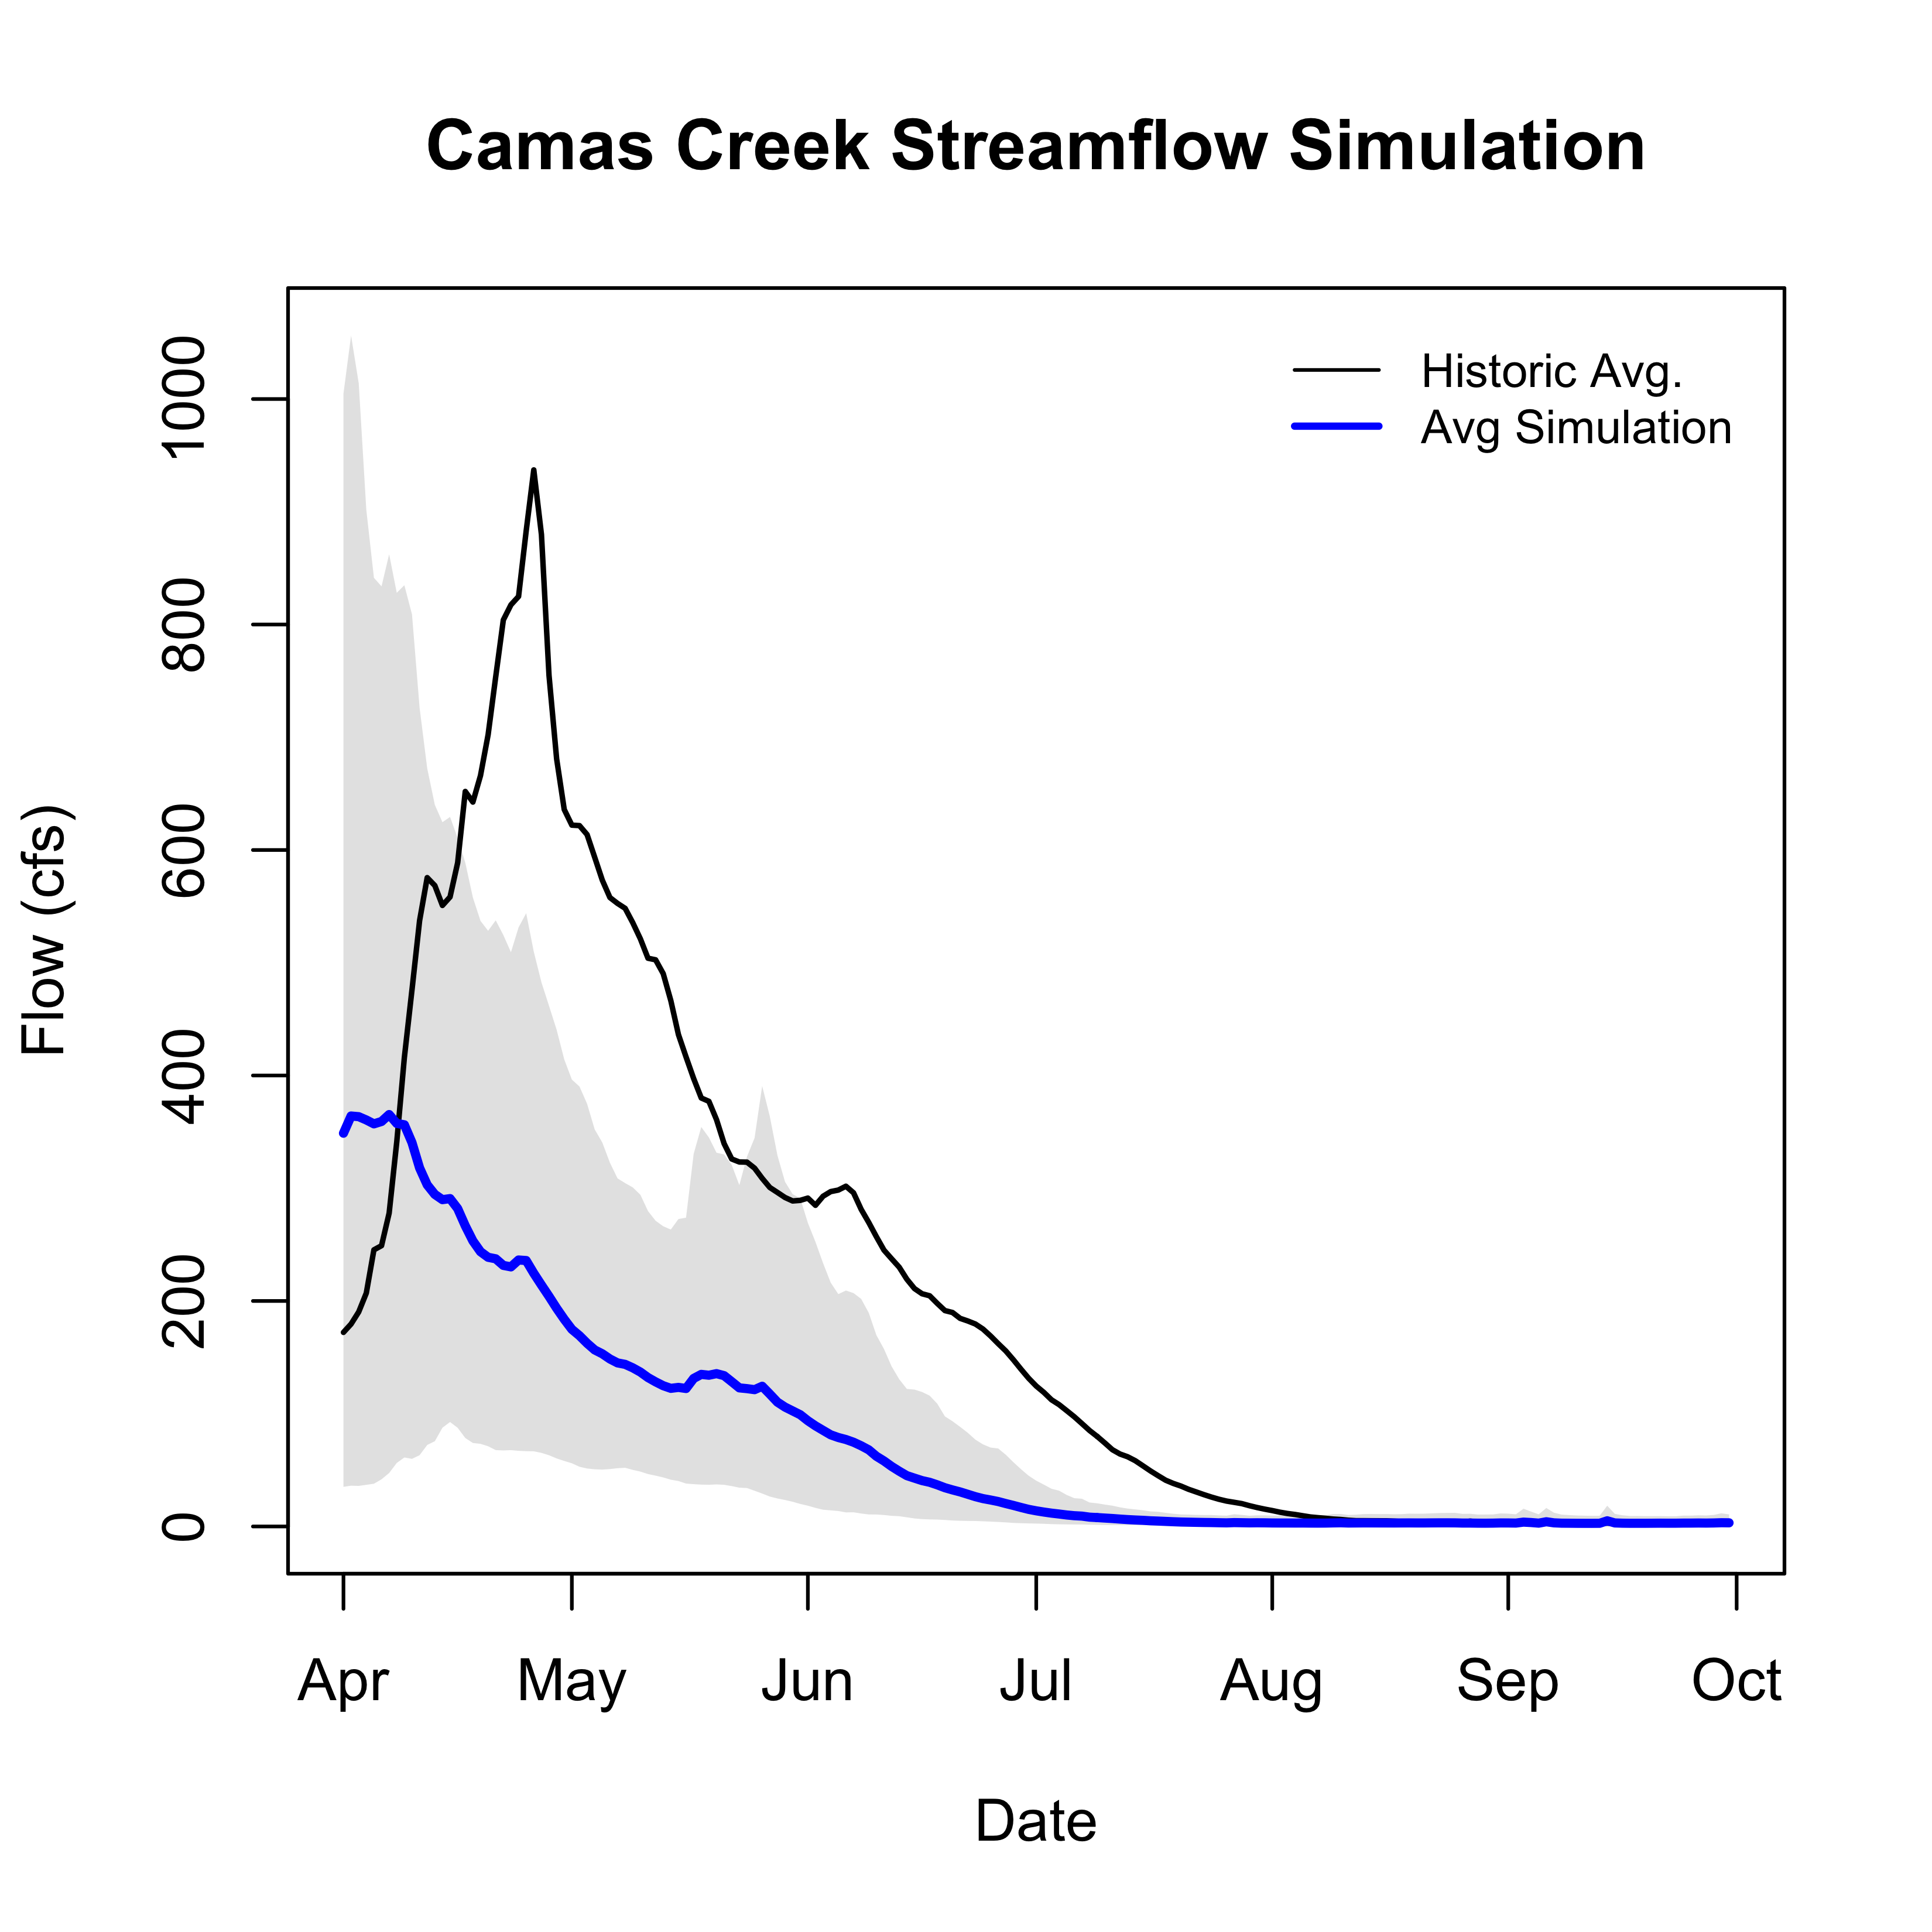 Camas Creek Streamflow Simulation
Historic Avg.
Avg Simulation
Flow (cfs)
1000
800
600
400
200
0
Apr May Jun Jul Aug Sep Oct
Date